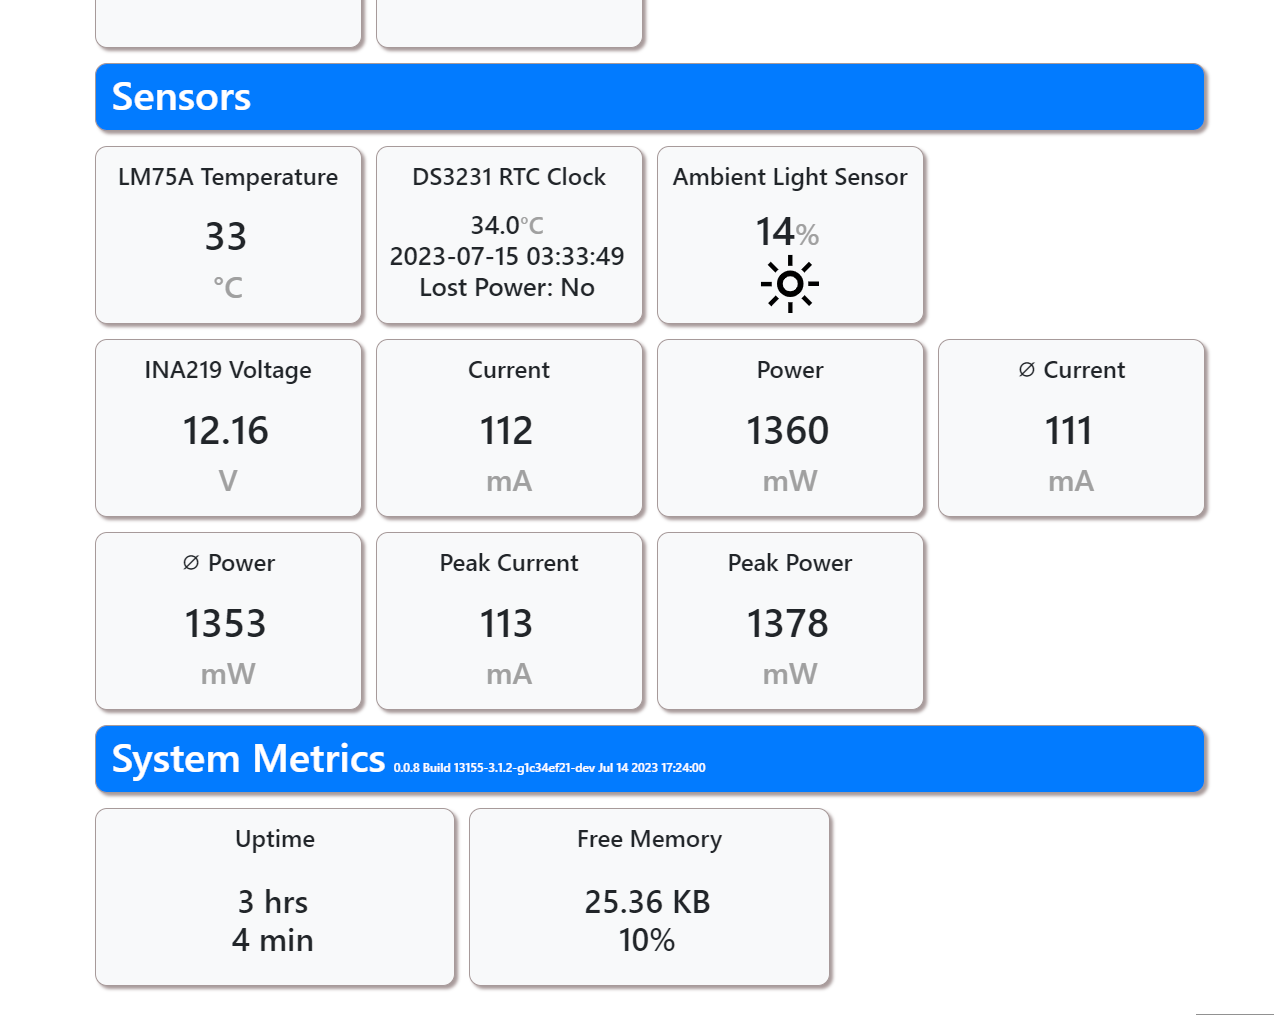 Sensors
LM75A Temperature
33
°C
DS3231 RTC Clock
34.0°C
2023-07-15 03:33:49
Lost Power: No
Ambient Light Sensor
14%
INA219 Voltage
12.16
V
Current
112
mA
Power
1360
mW
∅ Current
111
mA
∅ Power
1353
mW
Peak Current
113
mA
Peak Power
1378
mW
System Metrics 0.0.8 Build 13155-3.1.2-g1c34ef21-dev Jul 14 2023 17:24:00
Uptime
3 hrs
4 min
Free Memory
25.36 KB
10%